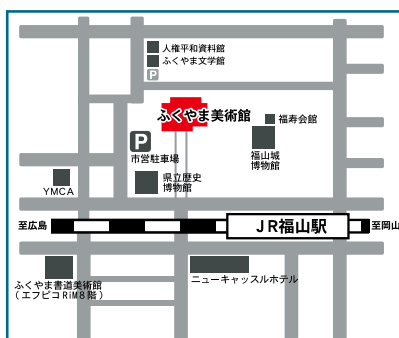 人権平和資料館
ふくやま文学館
P
ふくやま美術館
福寿会館
P
市営駐車場
福山城
博物館
県立歴史
博物館
YMCA
至広島
JR福山駅
至岡山
ふくやま書道美術館
(エフピコRiM8階)
ニューキャッスルホテル